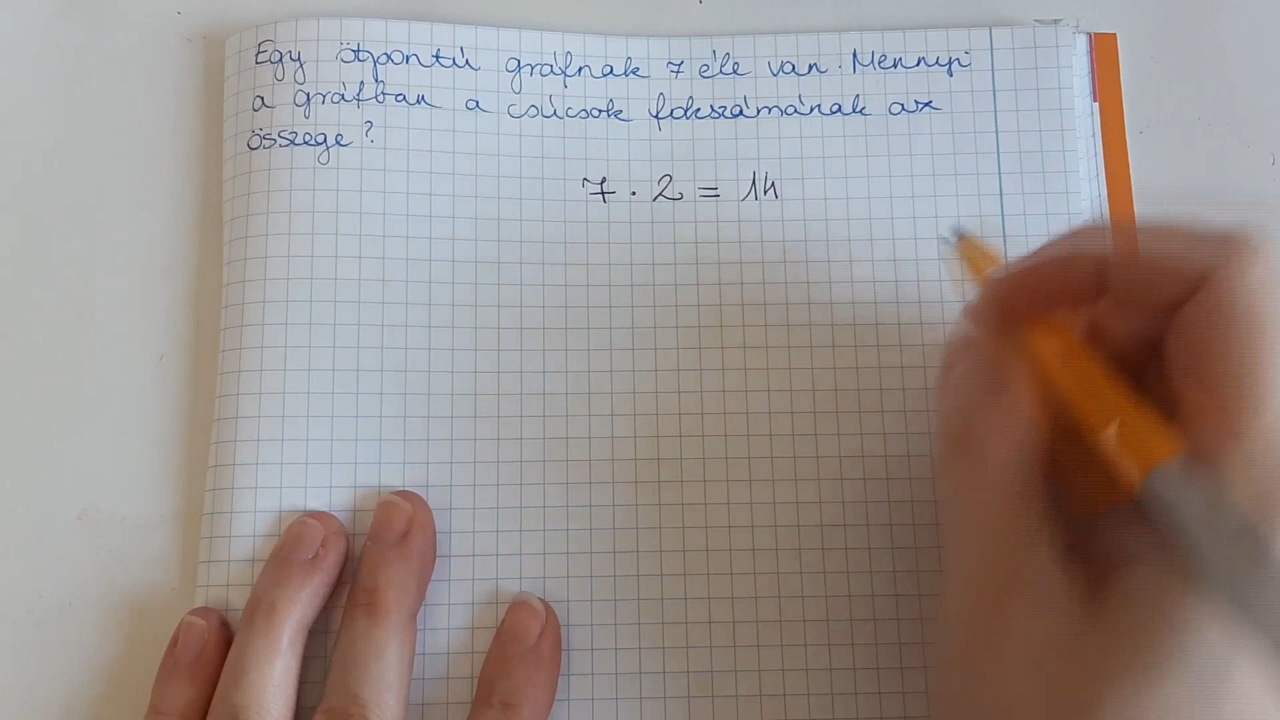 Egy ötpontú gráfnak 7 éle van. Mennyi
a gráfban a csúcsok fokszámának az
összege?
7 · 2 = 14